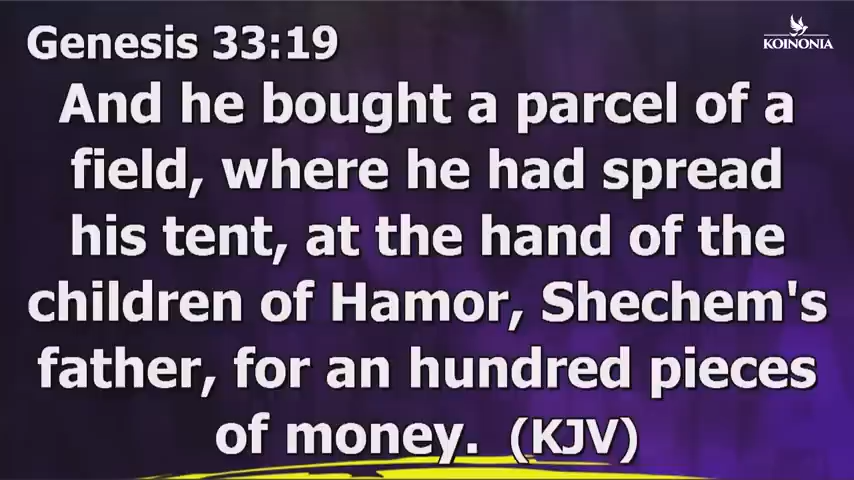 Genesis 33:19
KOINONIA
And he bought a parcel of a
field, where he had spread
his tent, at the hand of the
children of Hamor, Shechem's
father, for an hundred pieces
of money. (KJV)